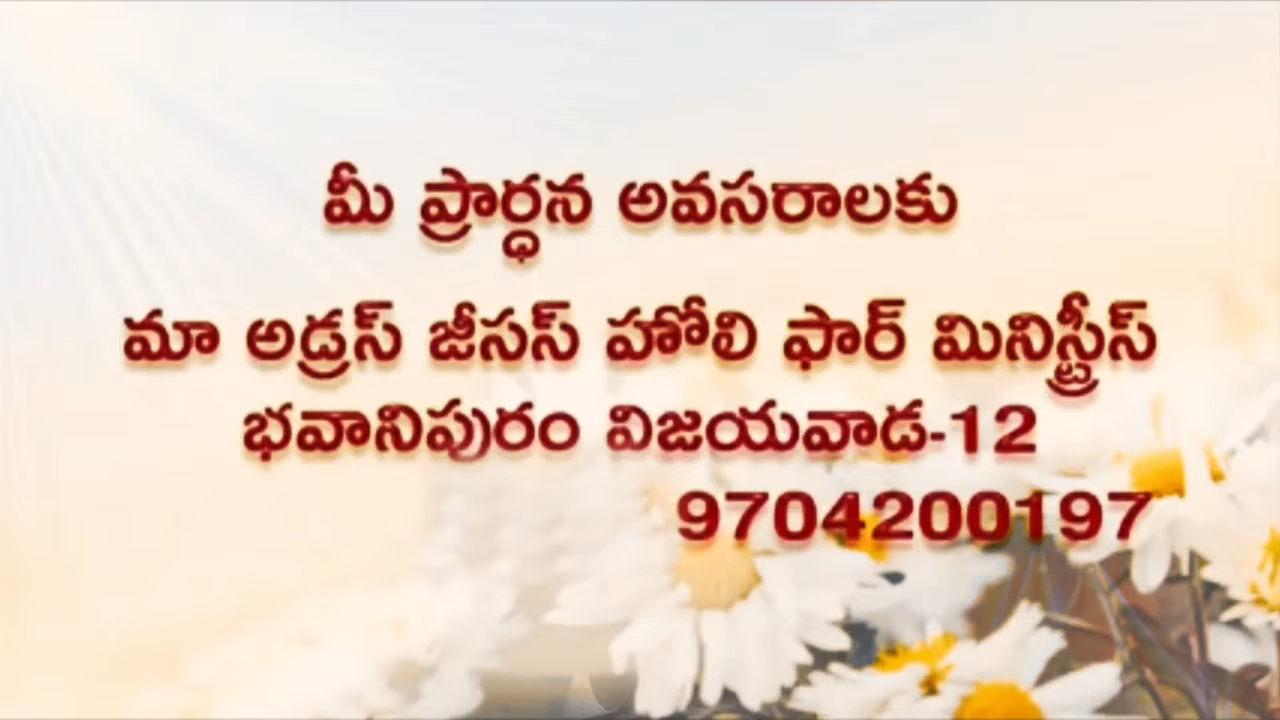 మీ ప్రార్ధన అవసరాలకు
మా అడ్రస్ జీసస్ హోలి ఫార్ మినిస్ట్రీస్
భవానిపురం విజయవాడ-12
9704200197